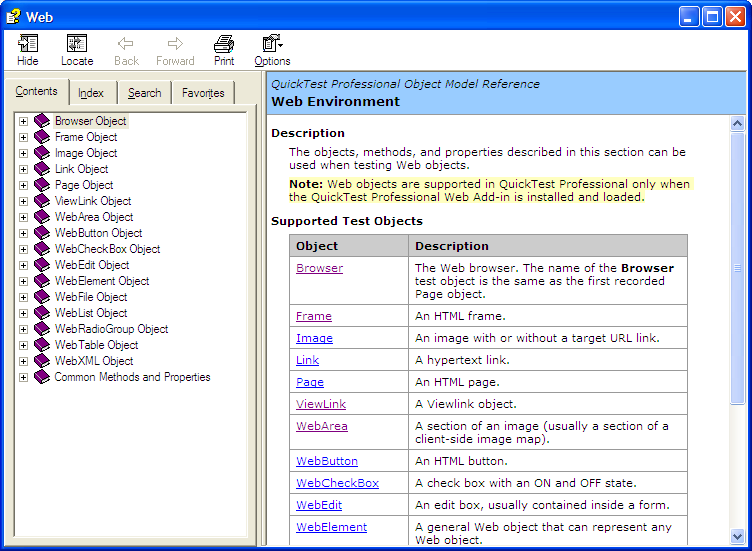 Web
Hide Locate Back Forward Print Options
Contents Index Search Favorites
Browser Object
Frame Object
Image Object
Link Object
Page Object
ViewLink Object
WebArea Object
WebButton Object
WebCheckBox Object
WebEdit Object
WebElement Object
WebFile Object
WebList Object
WebRadioGroup Object
WebTable Object
WebXML Object
Common Methods and Properties
QuickTest Professional Object Model Reference
Web Environment
Description
The objects, methods, and properties described in this section can be
used when testing Web objects.
Note: Web objects are supported in QuickTest Professional only when
the QuickTest Professional Web Add-in is installed and loaded.
Supported Test Objects
Object Description
Browser The Web browser. The name of the Browser
test object is the same as the first recorded
Page object.
Frame An HTML frame.
Image An image with or without a target URL link.
Link A hypertext link.
Page An HTML page.
ViewLink A Viewlink object.
WebArea A section of an image (usually a section of a
client-side image map).
WebButton An HTML button.
WebCheckBox A check box with an ON and OFF state.
WebEdit An edit box, usually contained inside a form.
WebElement A general Web object that can represent any
Web object.